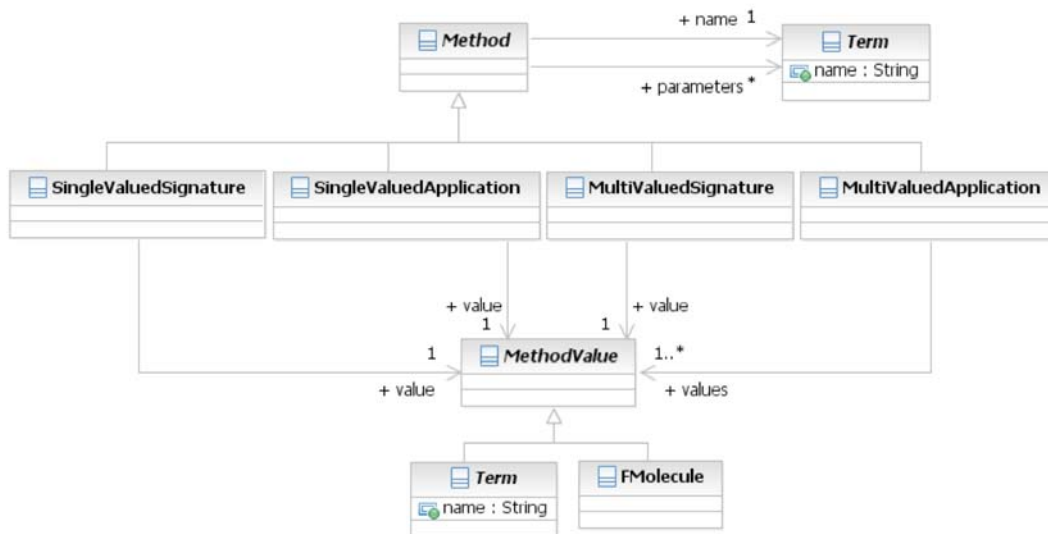 + name 1
Method
Term
name : String
+ parameters *
SingleValuedSignature
SingleValuedApplication
MultiValuedSignature
MultiValuedApplication
+ value
+ value
1
1
1
MethodValue
1..*
+ value
+ values
Term
FMolecule
name : String